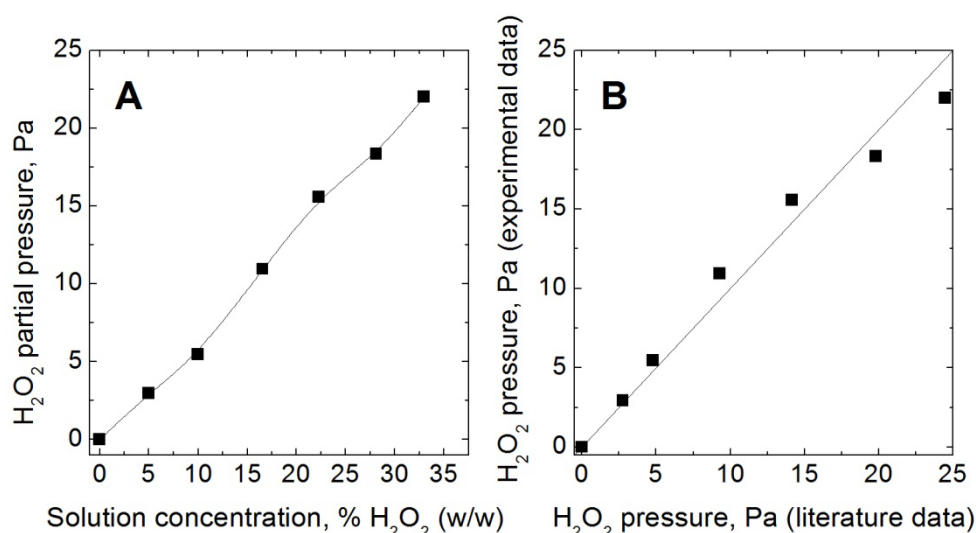 A
H₂O₂ partial pressure, Pa
25
20
15
10
5
0
0 5 10 15 20 25 30 35
Solution concentration, % H₂O₂ (w/w)
B
H₂O₂ pressure, Pa (experimental data)
25
20
15
10
5
0
0 5 10 15 20 25
H₂O₂ pressure, Pa (literature data)